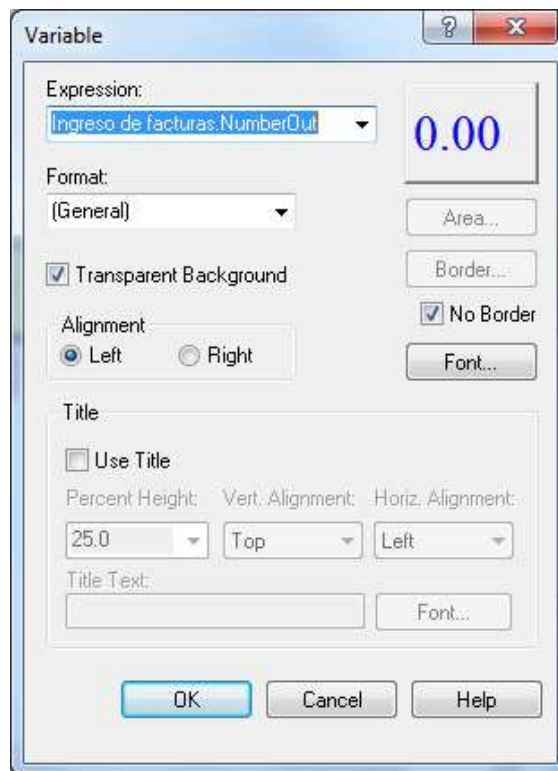 Variable
Expression:
Ingreso de facturas.NumberOut
0.00
Format:
(General)
Area...
Transparent Background
Border...
No Border
Alignment
Left Right
Font...
Title
Use Title
Percent Height: Vert. Alignment: Horiz. Alignment:
25.0 Top Left
Title Text:
Font...
OK Cancel Help